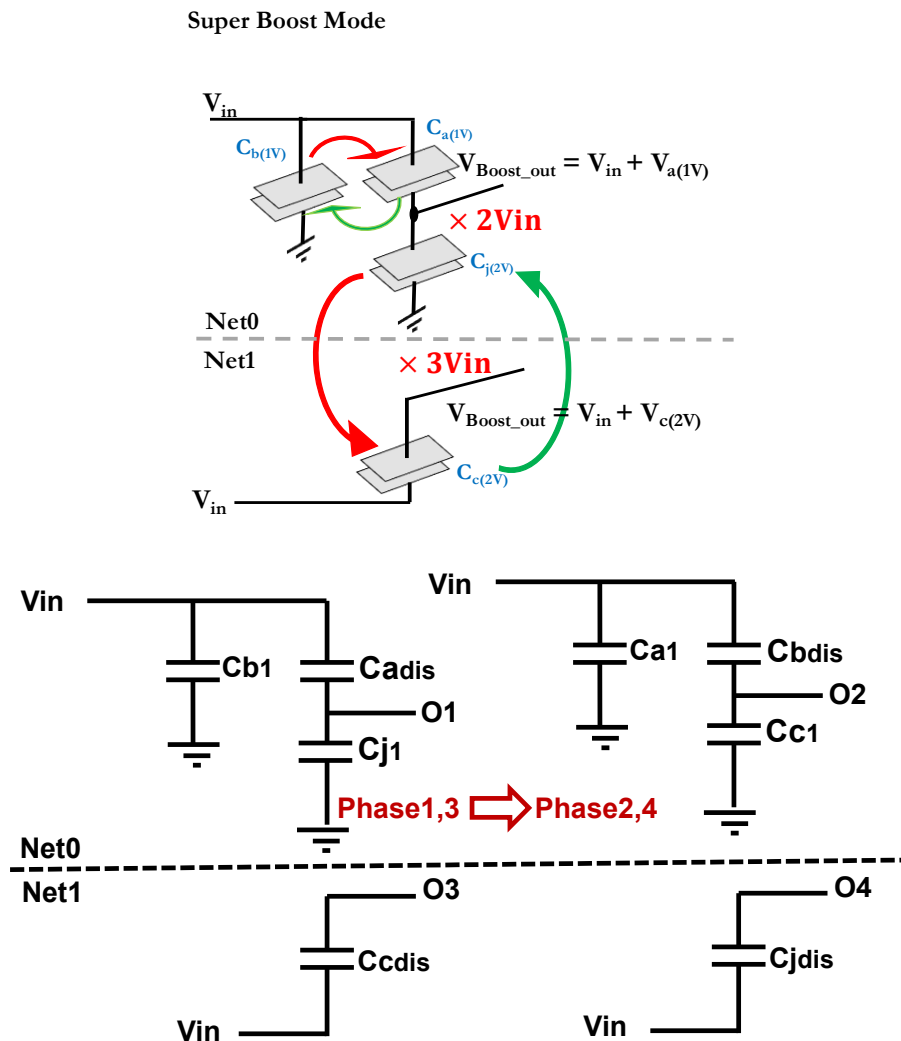 Super Boost Mode
Vin
Cb(1V)
Ca(1V)
VBoost_out = Vin + Va(1V)
× 2Vin
Cj(2V)
Net0
Net1
× 3Vin
VBoost_out = Vin + Vc(2V)
Cc(2V)
Vin
Vin
Cb1
Cadis
O1
Cj1
Vin
Ca1
Cbdis
O2
Cc1
Phase1,3
Phase2,4
Net0
Net1
O3
Ccdis
Vin
O4
Cjdis
Vin